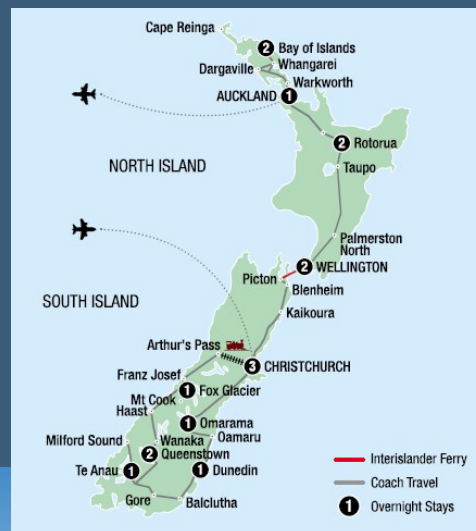 Cape Reinga
2
Bay of Islands
Whangarei
Dargaville
Warkworth
AUCKLAND
1
2
Rotorua
NORTH ISLAND
Taupo
Palmerston
North
2
WELLINGTON
Picton
Blenheim
SOUTH ISLAND
Kaikoura
Arthur's Pass
3
CHRISTCHURCH
Franz Josef
1
Fox Glacier
Mt Cook
Haast
1
Omarama
Oamaru
Milford Sound
Wanaka
2
Queenstown
Te Anau
1
1
Dunedin
Gore
Balclutha
Interislander Ferry
Coach Travel
1
Overnight Stays